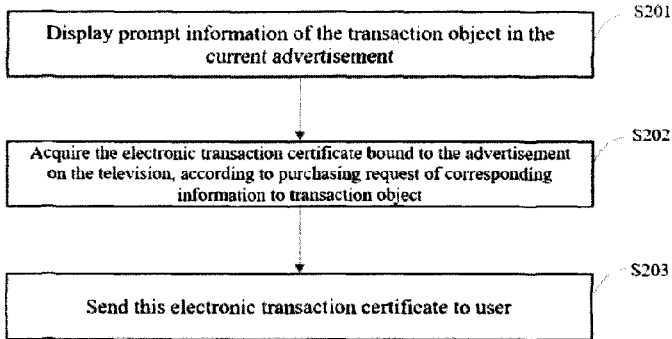 S201
Display prompt information of the transaction object in the
current advertisement
S202
Acquire the electronic transaction certificate bound to the advertisement
on the television, according to purchasing request of corresponding
information to transaction object
S203
Send this electronic transaction certificate to user